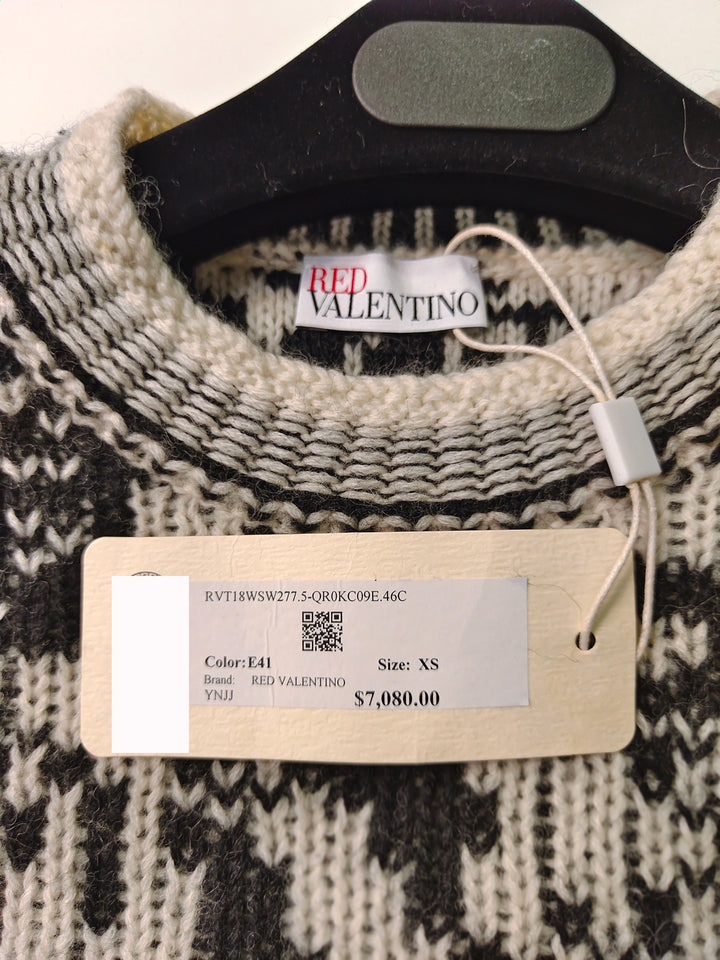 RED
VALENTINO
RVT18WSW277.5-QR0KC09E.46C
Color:E41 Size: XS
Brand: RED VALENTINO
YNJJ $7,080.00